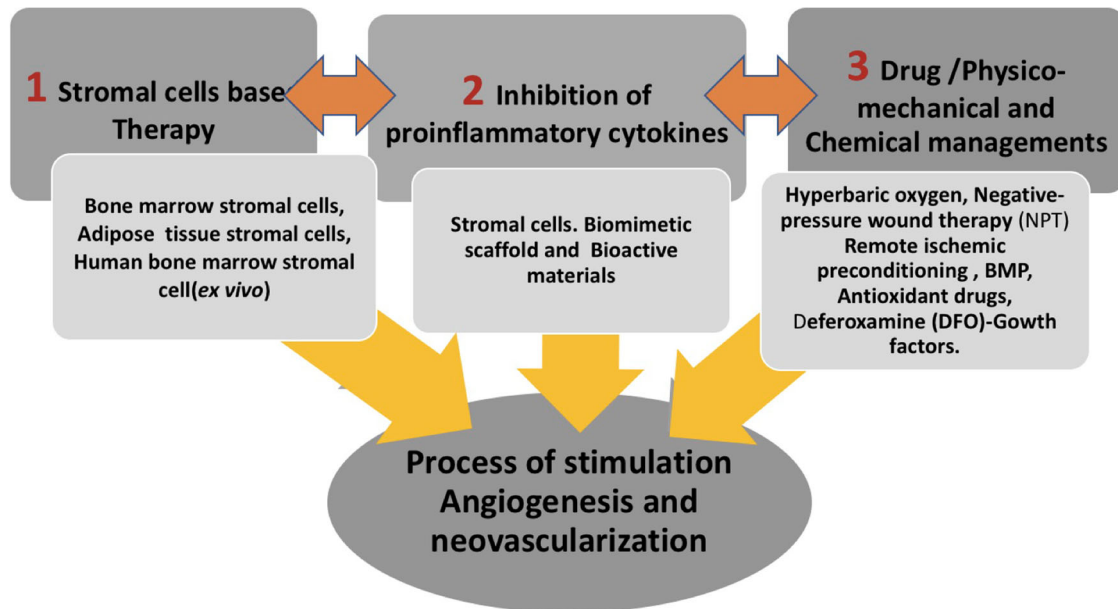 1 Stromal cells base
Therapy
2 Inhibition of
proinflammatory cytokines
3 Drug /Physico-
mechanical and
Chemical managements
Bone marrow stromal cells,
Adipose tissue stromal cells,
Human bone marrow stromal
cell(ex vivo)
Stromal cells. Biomimetic
scaffold and Bioactive
materials
Hyperbaric oxygen, Negative-
pressure wound therapy (NPT)
Remote ischemic
preconditioning , BMP,
Antioxidant drugs,
Deferoxamine (DFO)-Gowth
factors.
Process of stimulation
Angiogenesis and
neovascularization